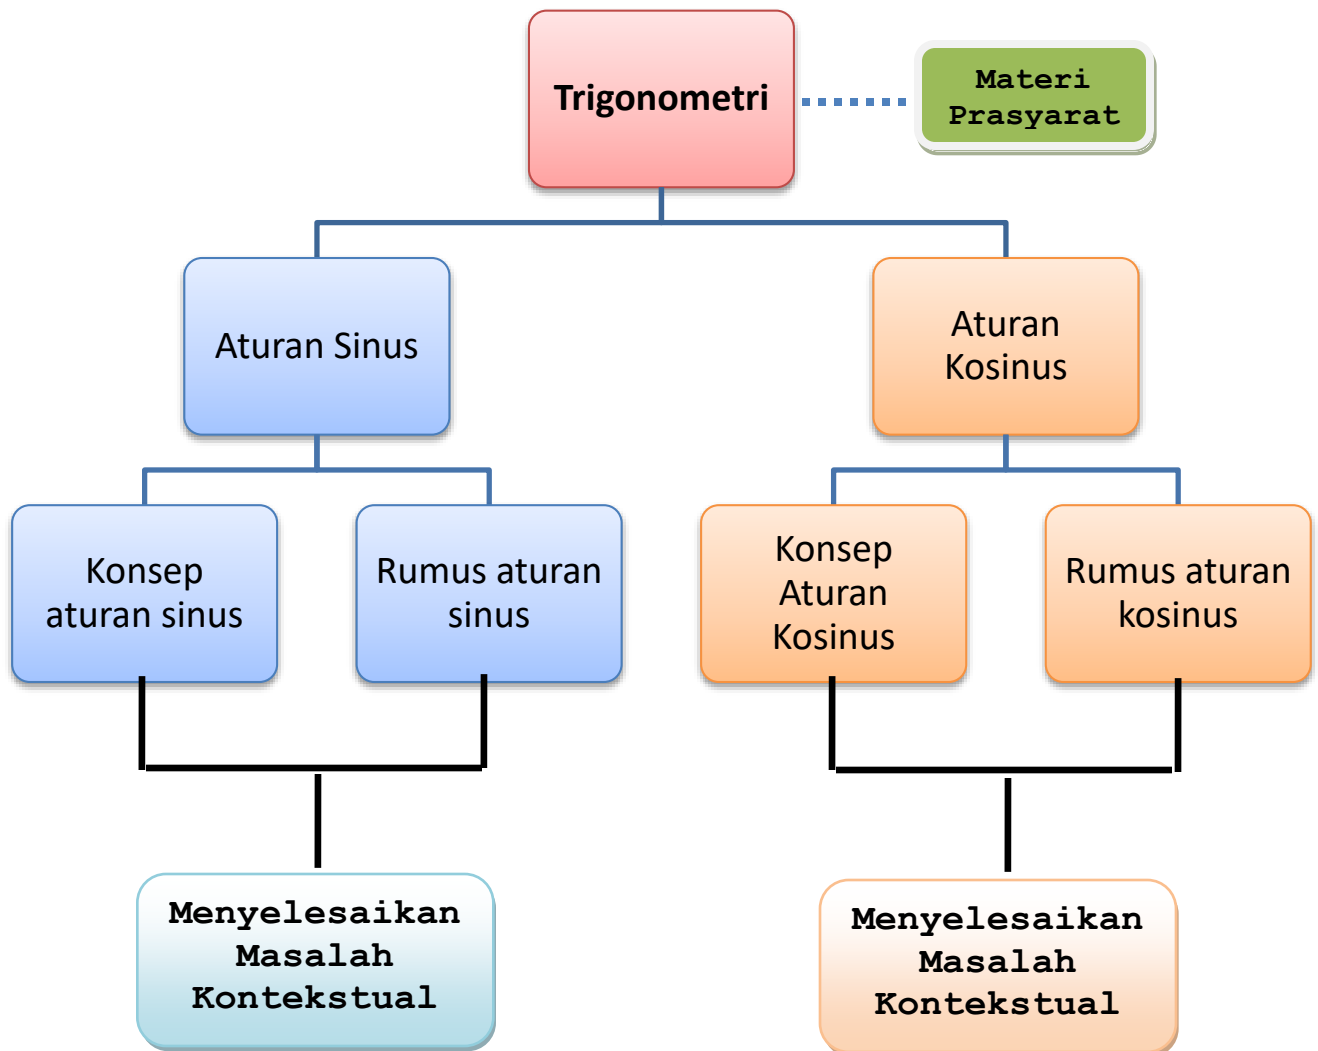 Trigonometri
Materi
Prasyarat
Aturan Sinus
Aturan
Kosinus
Konsep
aturan sinus
Rumus aturan
sinus
Konsep
Aturan
Kosinus
Rumus aturan
kosinus
Menyelesaikan
Masalah
Kontekstual
Menyelesaikan
Masalah
Kontekstual